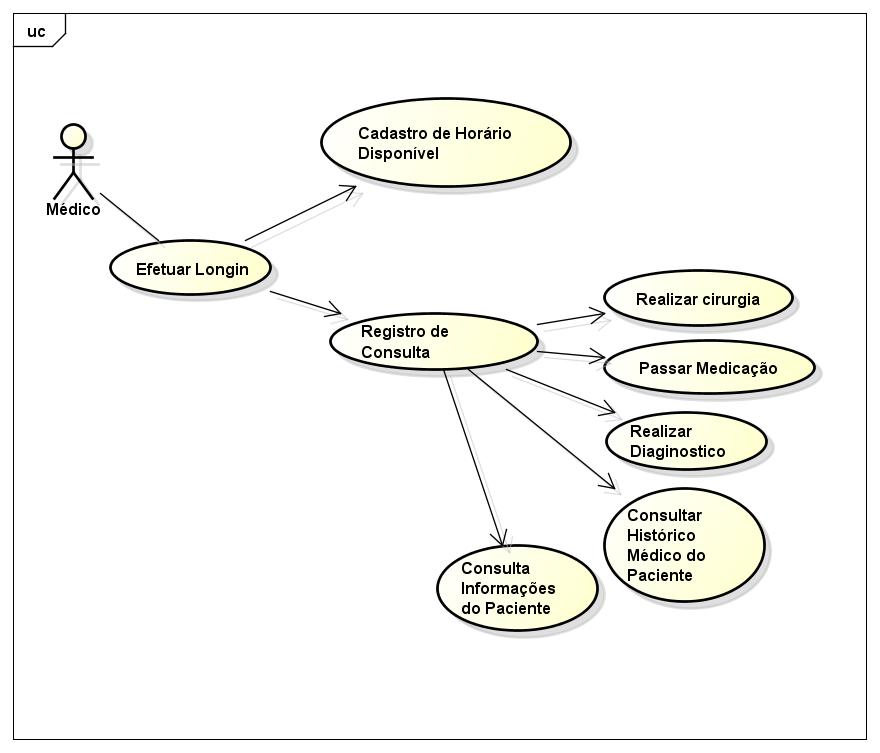 uc
Cadastro de Horário
Disponível
Médico
Efetuar Longin
Registro de
Consulta
Realizar cirurgia
Passar Medicação
Realizar
Diaginostico
Consultar
Histórico
Médico do
Paciente
Consulta
Informações
do Paciente